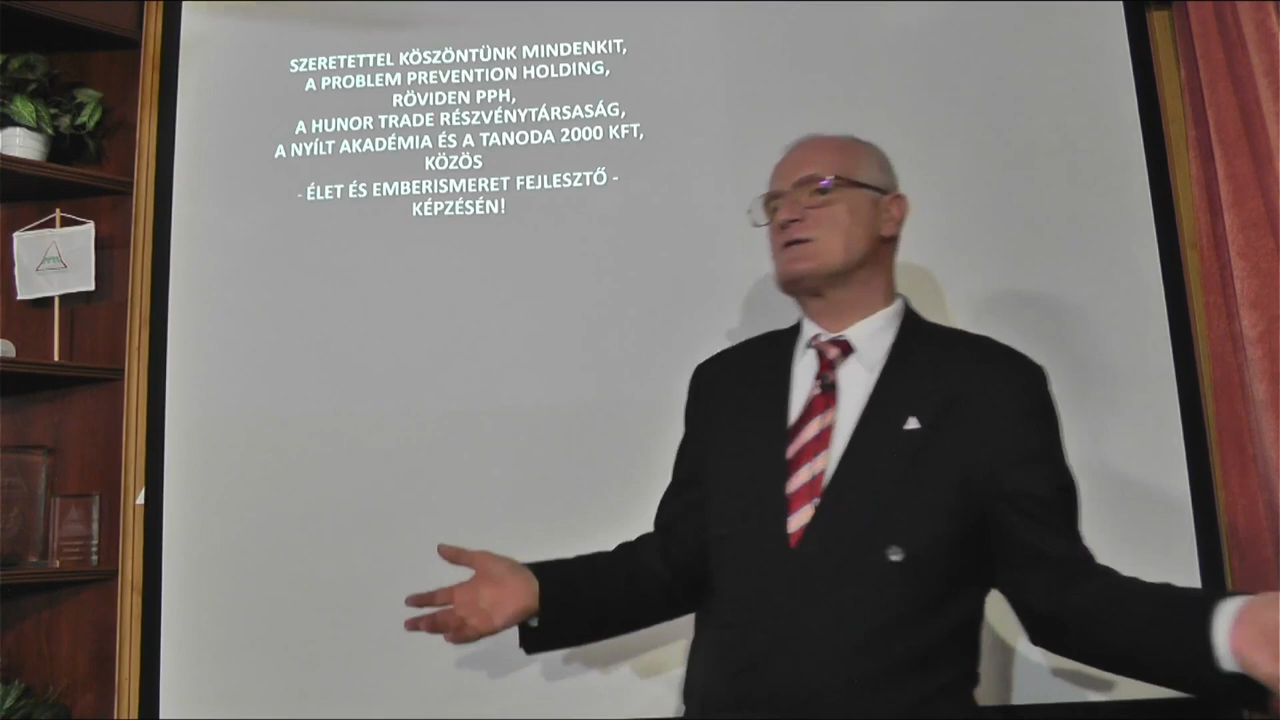 SZERETETTEL KÖSZÖNTÜNK MINDENKIT,
A PROBLEM PREVENTION HOLDING,
RÖVIDEN PPH,
A HUNOR TRADE RÉSZVÉNYTÁRSASÁG,
A NYÍLT AKADÉMIA ÉS A TANODA 2000 KFT,
KÖZÖS
- ÉLET ÉS EMBERISMERET FEJLESZTŐ -
KÉPZÉSÉN!